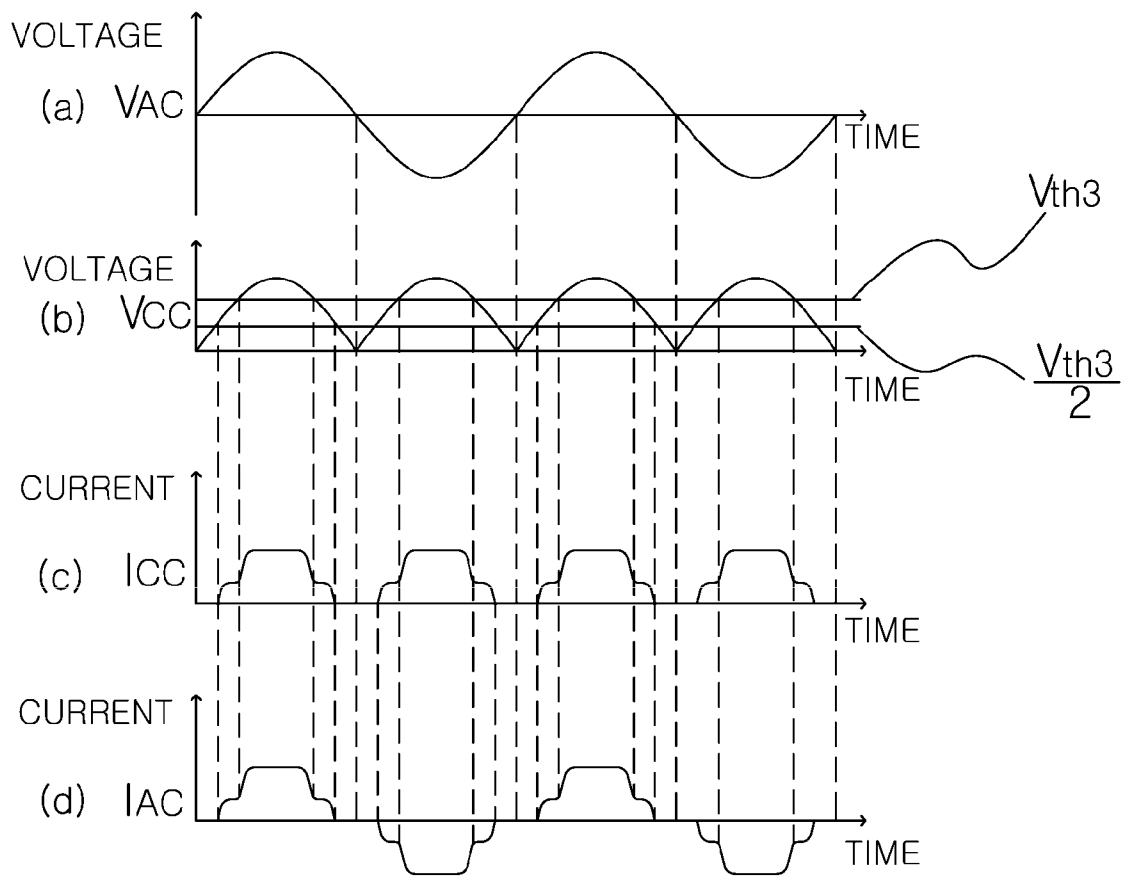 VOLTAGE
(a) VAC
TIME
Vth3
VOLTAGE
(b) VCC
TIME
Vth3
2
CURRENT
(c) ICC
TIME
CURRENT
(d) IAC
TIME